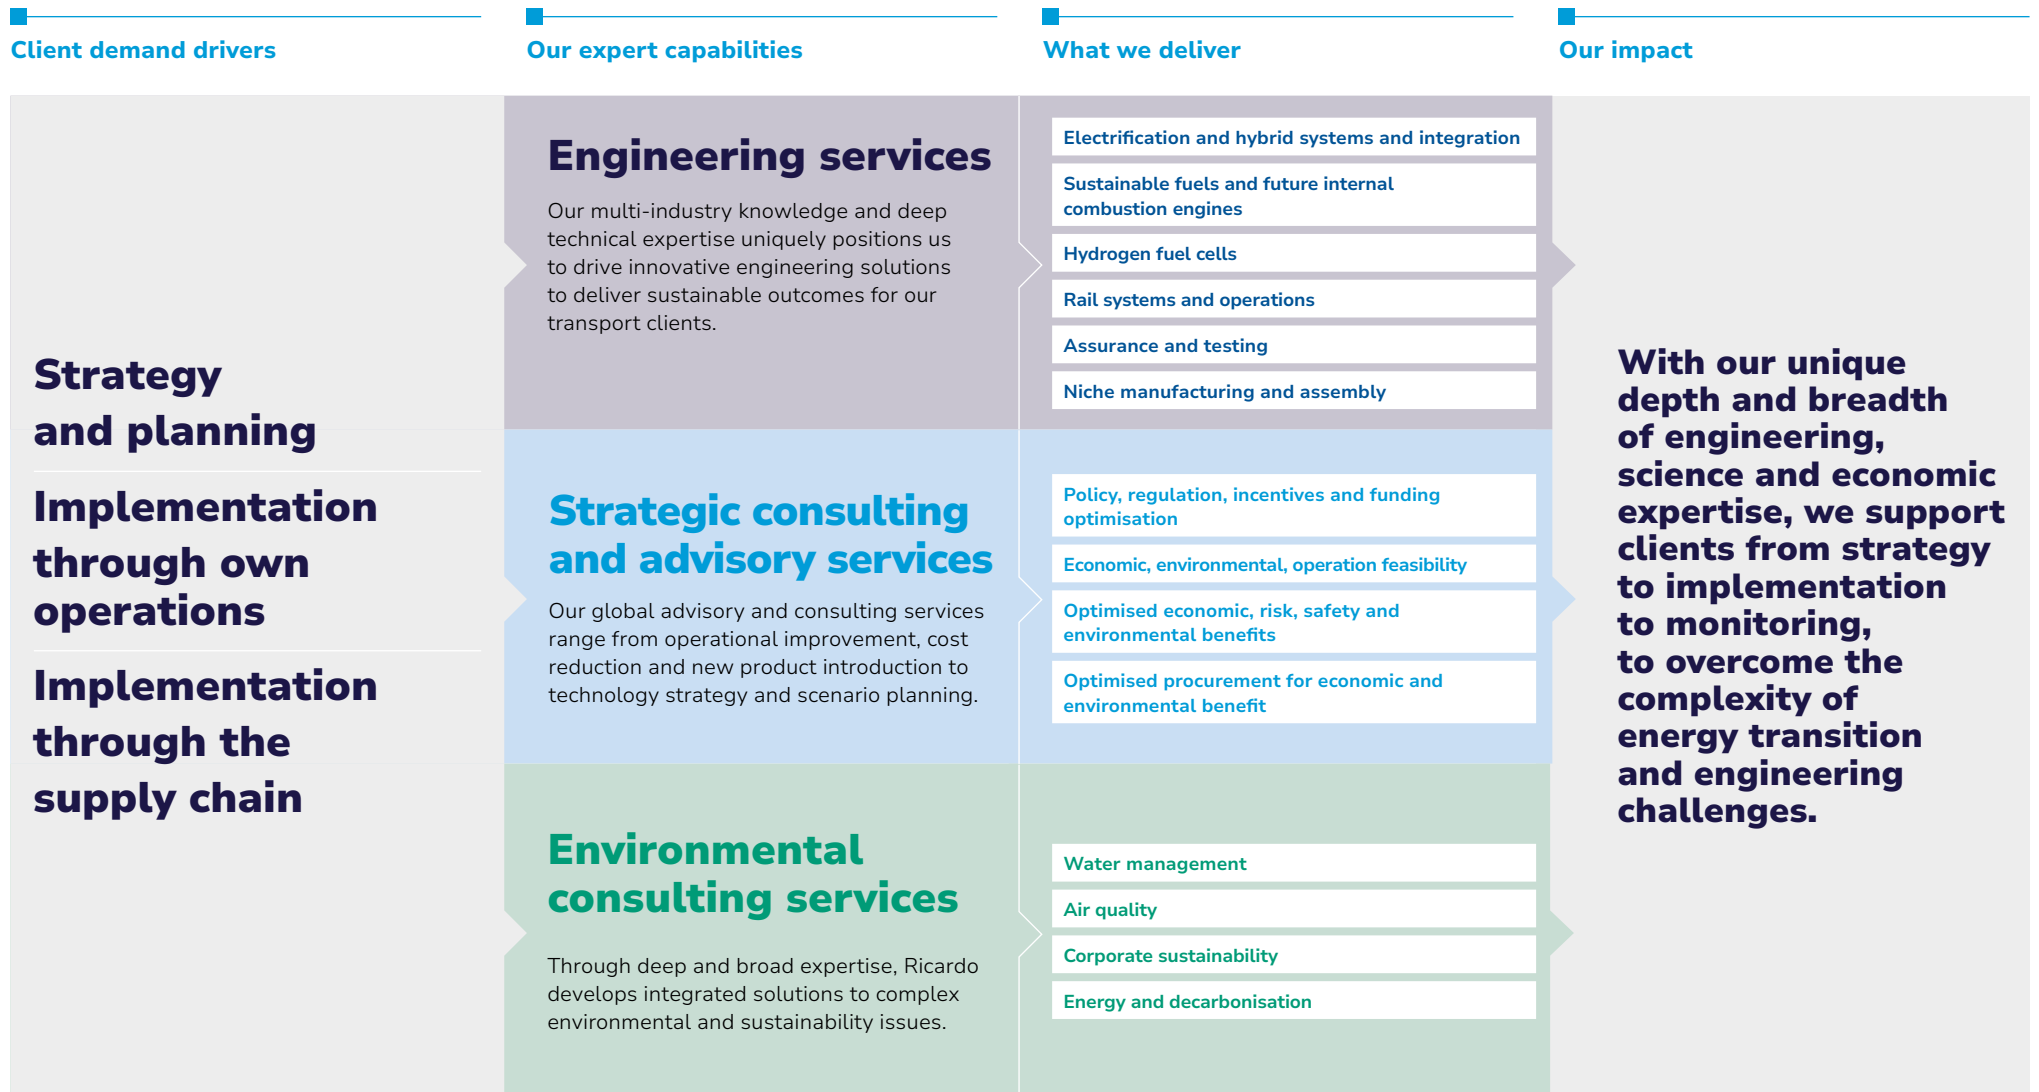 Client demand drivers
Our expert capabilities
What we deliver
Our impact
Strategy
and planning
Implementation
through own
operations
Implementation
through the
supply chain
Engineering services
Our multi-industry knowledge and deep
technical expertise uniquely positions us
to drive innovative engineering solutions
to deliver sustainable outcomes for our
transport clients.
Electrification and hybrid systems and integration
Sustainable fuels and future internal
combustion engines
Hydrogen fuel cells
Rail systems and operations
Assurance and testing
Niche manufacturing and assembly
Strategic consulting
and advisory services
Our global advisory and consulting services
range from operational improvement, cost
reduction and new product introduction to
technology strategy and scenario planning.
Policy, regulation, incentives and funding
optimisation
Economic, environmental, operation feasibility
Optimised economic, risk, safety and
environmental benefits
Optimised procurement for economic and
environmental benefit
Environmental
consulting services
Through deep and broad expertise, Ricardo
develops integrated solutions to complex
environmental and sustainability issues.
Water management
Air quality
Corporate sustainability
Energy and decarbonisation
With our unique
depth and breadth
of engineering,
science and economic
expertise, we support
clients from strategy
to implementation
to monitoring,
to overcome the
complexity of
energy transition
and engineering
challenges.